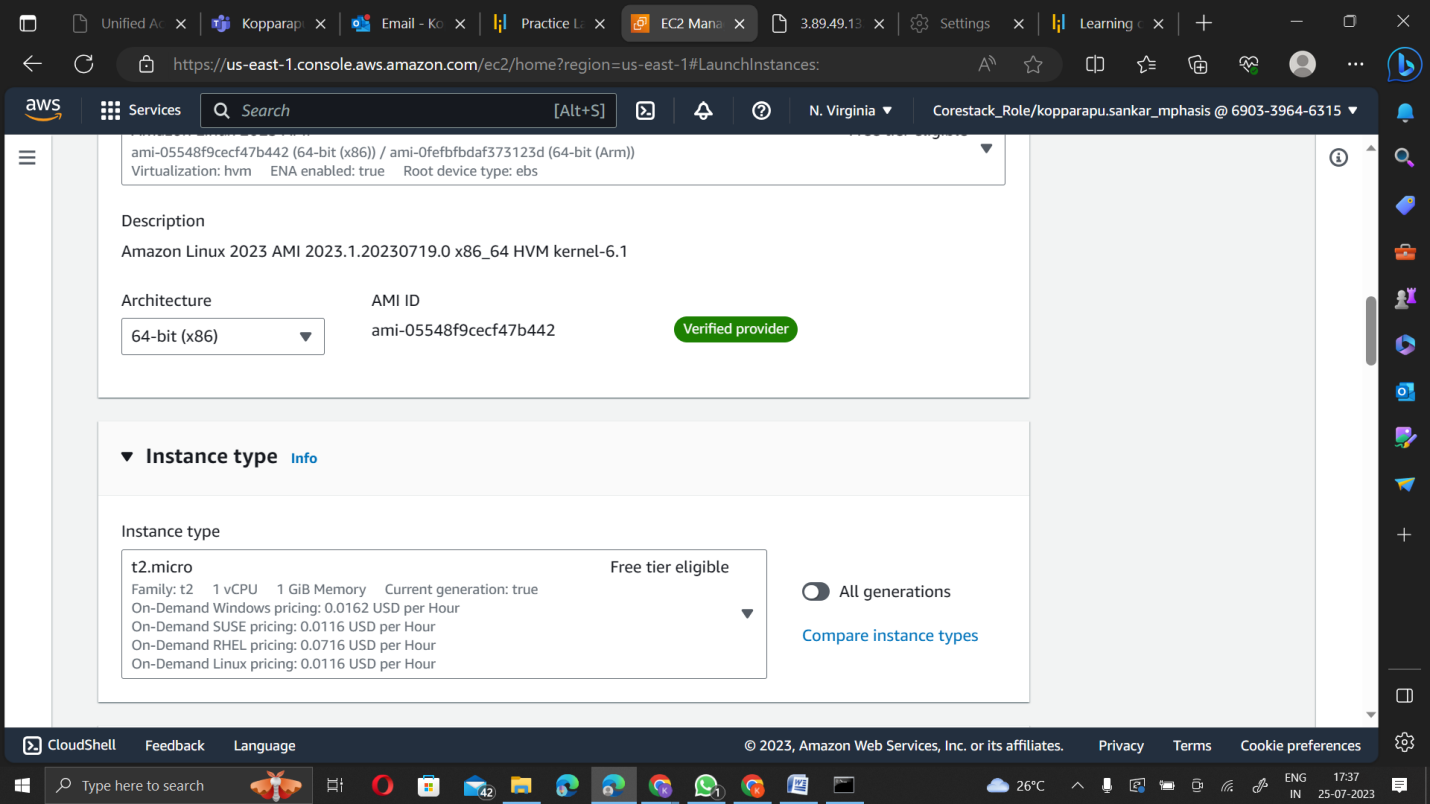 Unified Ac
Kopparap
Email - Ko
Practice La
EC2 Mana
3.89.49.13
Settings
Learning c
https://us-east-1.console.aws.amazon.com/ec2/home?region=us-east-1#LaunchInstances:
aws
Services
Search
[Alt+S]
N. Virginia
Corestack_Role/kopparapu.sankar_mphasis @ 6903-3964-6315
ami-05548f9cecf47b442 (64-bit (x86)) / ami-0fefbfbdaf373123d (64-bit (Arm))
Virtualization: hvm ENA enabled: true Root device type: ebs
Description
Amazon Linux 2023 AMI 2023.1.20230719.0 x86_64 HVM kernel-6.1
Architecture
AMI ID
64-bit (x86)
ami-05548f9cecf47b442
Verified provider
Instance type Info
Instance type
t2.micro
Free tier eligible
Family: t2 1 vCPU 1 GiB Memory Current generation: true
On-Demand Windows pricing: 0.0162 USD per Hour
On-Demand SUSE pricing: 0.0116 USD per Hour
On-Demand RHEL pricing: 0.0716 USD per Hour
On-Demand Linux pricing: 0.0116 USD per Hour
All generations
Compare instance types
CloudShell
Feedback
Language
© 2023, Amazon Web Services, Inc. or its affiliates.
Privacy
Terms
Cookie preferences
Type here to search
42
1
26°C
ENG
IN
17:37
25-07-2023